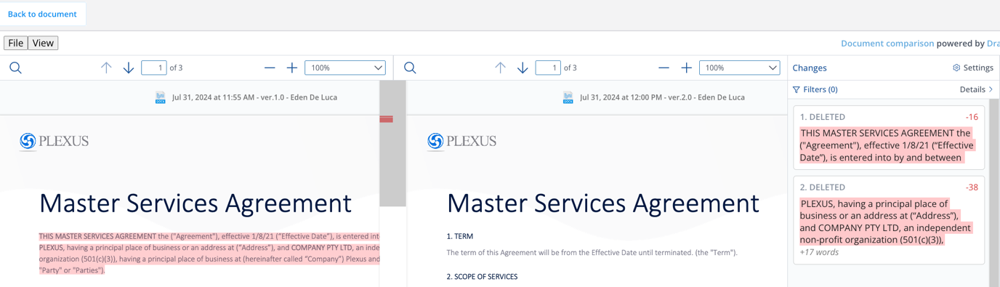 Back to document
File View
Document comparison powered by Dra
1 of 3 100%
1 of 3 100%
Changes Settings
Filters (0) Details
Jul 31, 2024 at 11:55 AM - ver.1.0 - Eden De Luca
PLEXUS
Master Services Agreement
THIS MASTER SERVICES AGREEMENT the ("Agreement"), effective 1/8/21 (“Effective Date”), is entered int
PLEXUS, having a principal place of business or an address at (“Address”), and COMPANY PTY LTD, an inde
organization (501(c)(3)), having a principal place of business at (hereinafter called “Company”) Plexus and
"Party" or "Parties").
Jul 31, 2024 at 12:00 PM - ver.2.0 - Eden De Luca
PLEXUS
Master Services Agreement
1. TERM
The term of this Agreement will be from the Effective Date until terminated. (the "Term").
2. SCOPE OF SERVICES
1. DELETED -16
THIS MASTER SERVICES AGREEMENT the
("Agreement"), effective 1/8/21 (“Effective
Date”), is entered into by and between
2. DELETED -38
PLEXUS, having a principal place of
business or an address at (“Address”),
and COMPANY PTY LTD, an independent
non-profit organization (501(c)(3)),
+17 words